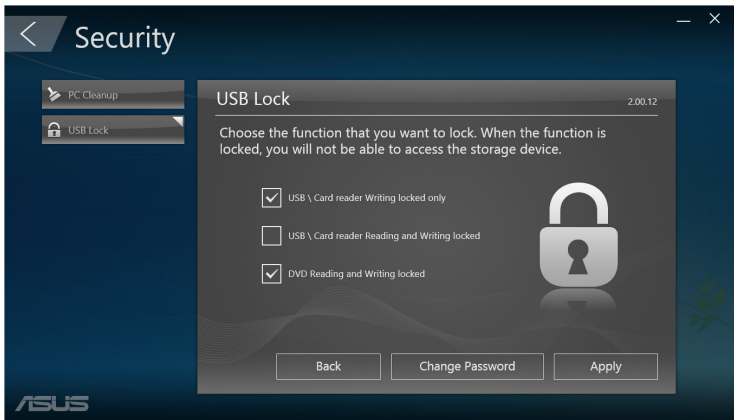 Security
PC Cleanup
USB Lock
USB Lock
2.00.12
Choose the function that you want to lock. When the function is
locked, you will not be able to access the storage device.
USB \ Card reader Writing locked only
USB \ Card reader Reading and Writing locked
DVD Reading and Writing locked
Back
Change Password
Apply
ASUS